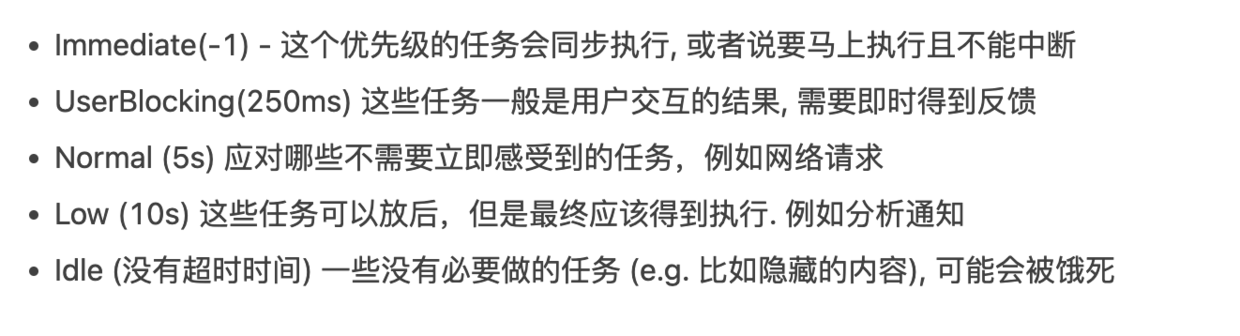 • Immediate(-1) - 这个优先级的任务会同步执行, 或者说要马上执行且不能中断
• UserBlocking(250ms) 这些任务一般是用户交互的结果, 需要即时得到反馈
• Normal (5s) 应对哪些不需要立即感受到的任务，例如网络请求
• Low (10s) 这些任务可以放后，但是最终应该得到执行. 例如分析通知
• Idle (没有超时时间) 一些没有必要做的任务 (e.g. 比如隐藏的内容), 可能会被饿死